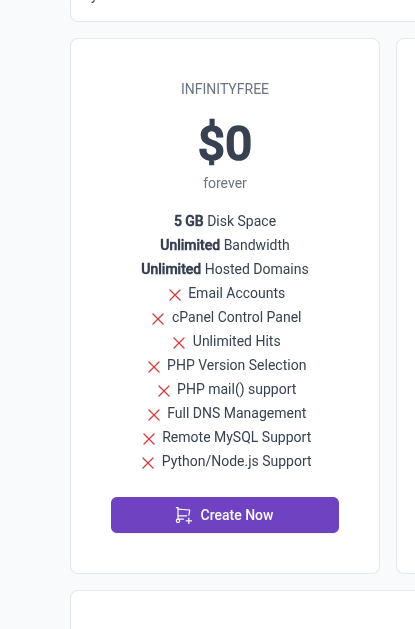 INFINITYFREE
$0
forever
5 GB Disk Space
Unlimited Bandwidth
Unlimited Hosted Domains
Email Accounts
cPanel Control Panel
Unlimited Hits
PHP Version Selection
PHP mail() support
Full DNS Management
Remote MySQL Support
Python/Node.js Support
Create Now